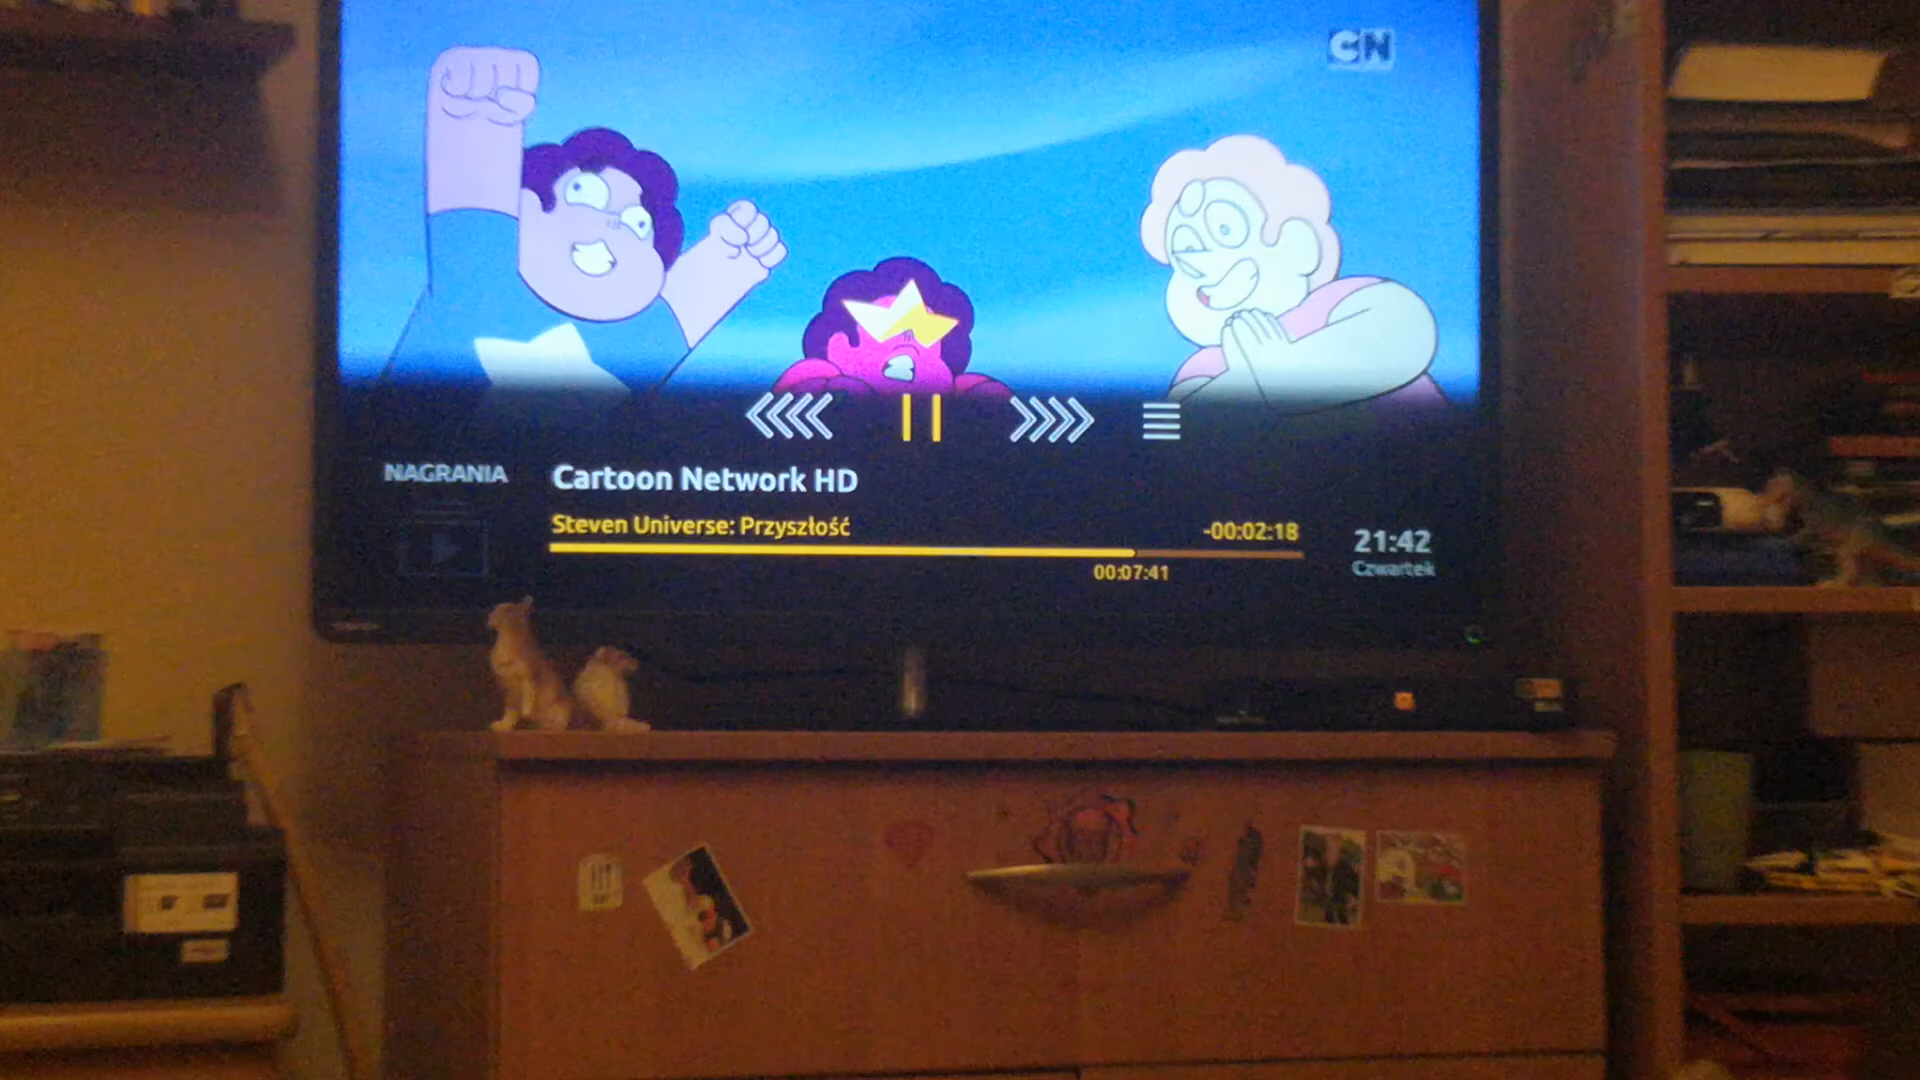 CN
NAGRANIA
Cartoon Network HD
Steven Universe: Przyszłość
-00:02:18
00:07:41
21:42
Czwartek